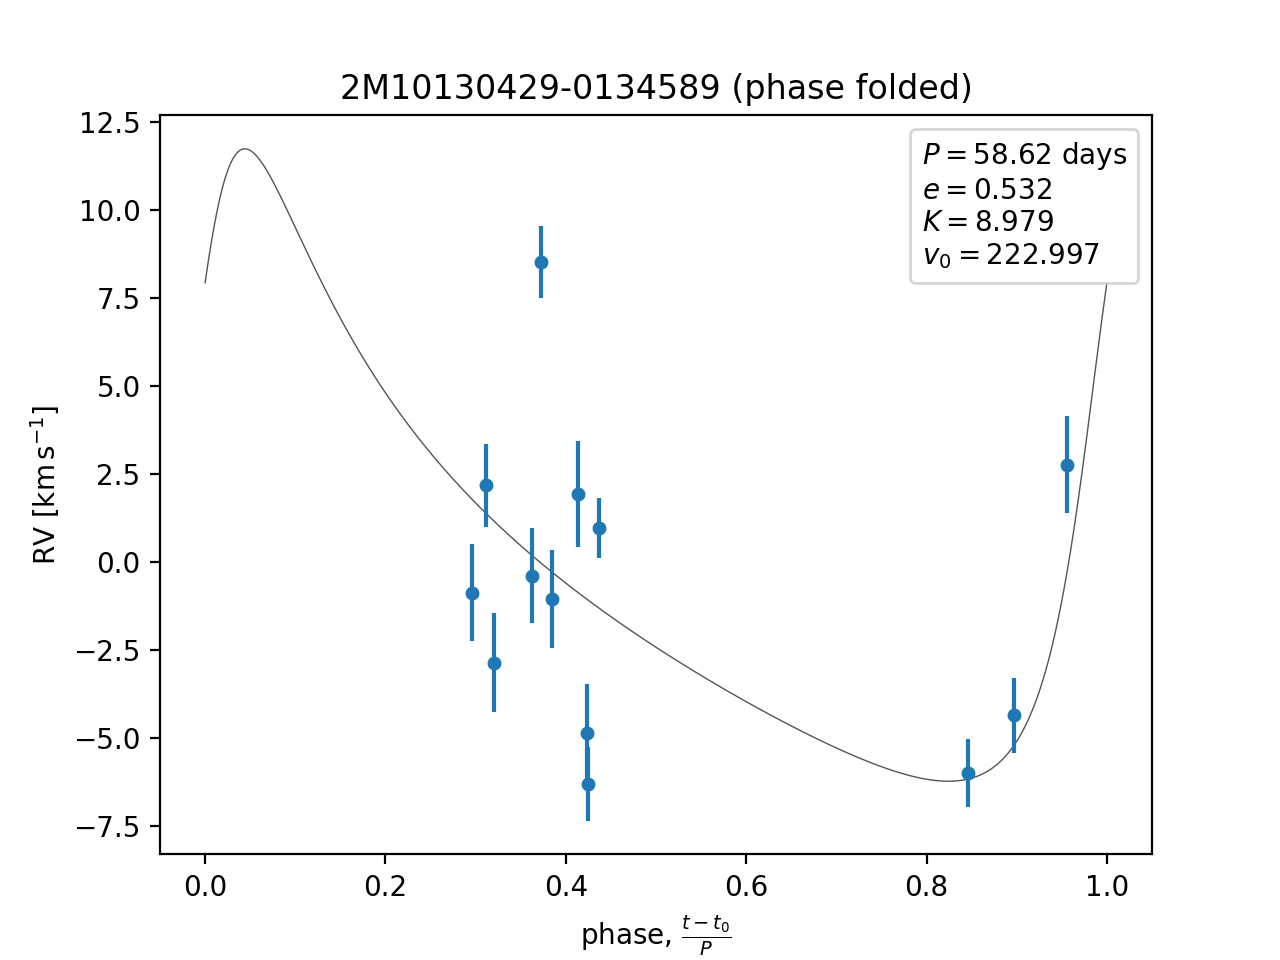 2M10130429-0134589 (phase folded)
P = 58.62 days
e = 0.532
K = 8.979
v₀ = 222.997
12.5
10.0
7.5
5.0
2.5
0.0
−2.5
−5.0
−7.5
RV [km s⁻¹]
0.0 0.2 0.4 0.6 0.8 1.0
phase, (t − t₀)/P